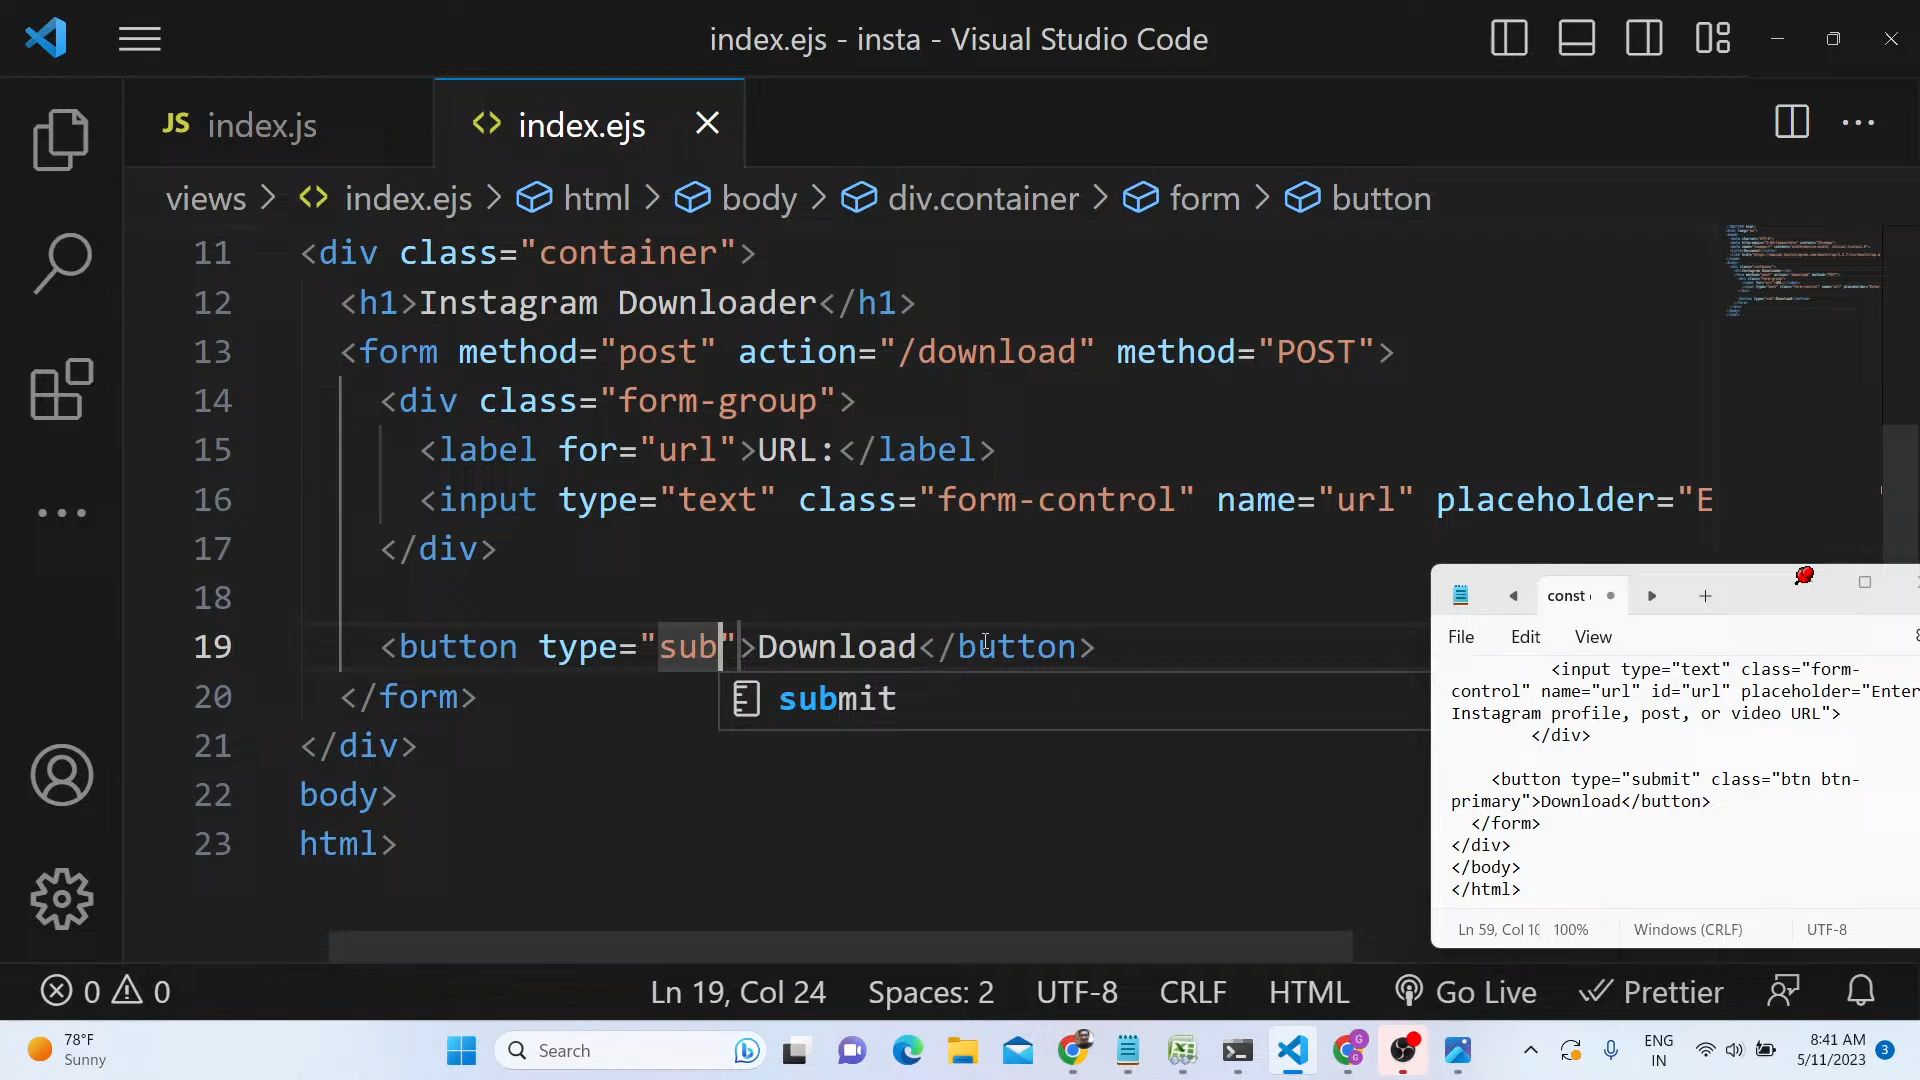 index.ejs - insta - Visual Studio Code
JS index.js
index.ejs
views > index.ejs > html > body > div.container > form > button
11 <div class="container">
12 <h1>Instagram Downloader</h1>
13 <form method="post" action="/download" method="POST">
14 <div class="form-group">
15 <label for="url">URL:</label>
16 <input type="text" class="form-control" name="url" placeholder="E
17 </div>
18
19 <button type="sub">Download</button>
submit
20 </form>
21 </div>
22 body>
23 html>
const
File Edit View
<input type="text" class="form-
control" name="url" id="url" placeholder="Enter
Instagram profile, post, or video URL">
</div>
<button type="submit" class="btn btn-
primary">Download</button>
</form>
</div>
</body>
</html>
Ln 59, Col 10 100% Windows (CRLF) UTF-8
0 0 Ln 19, Col 24 Spaces: 2 UTF-8 CRLF HTML Go Live Prettier
78°F
Sunny
Search
ENG
IN
8:41 AM
5/11/2023
3